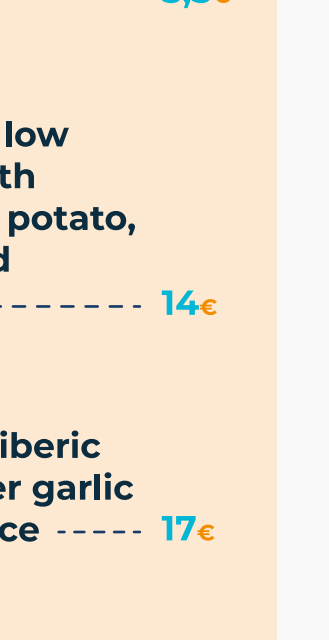 low
th
potato,
d
14€
iberic
er garlic
ce 17€